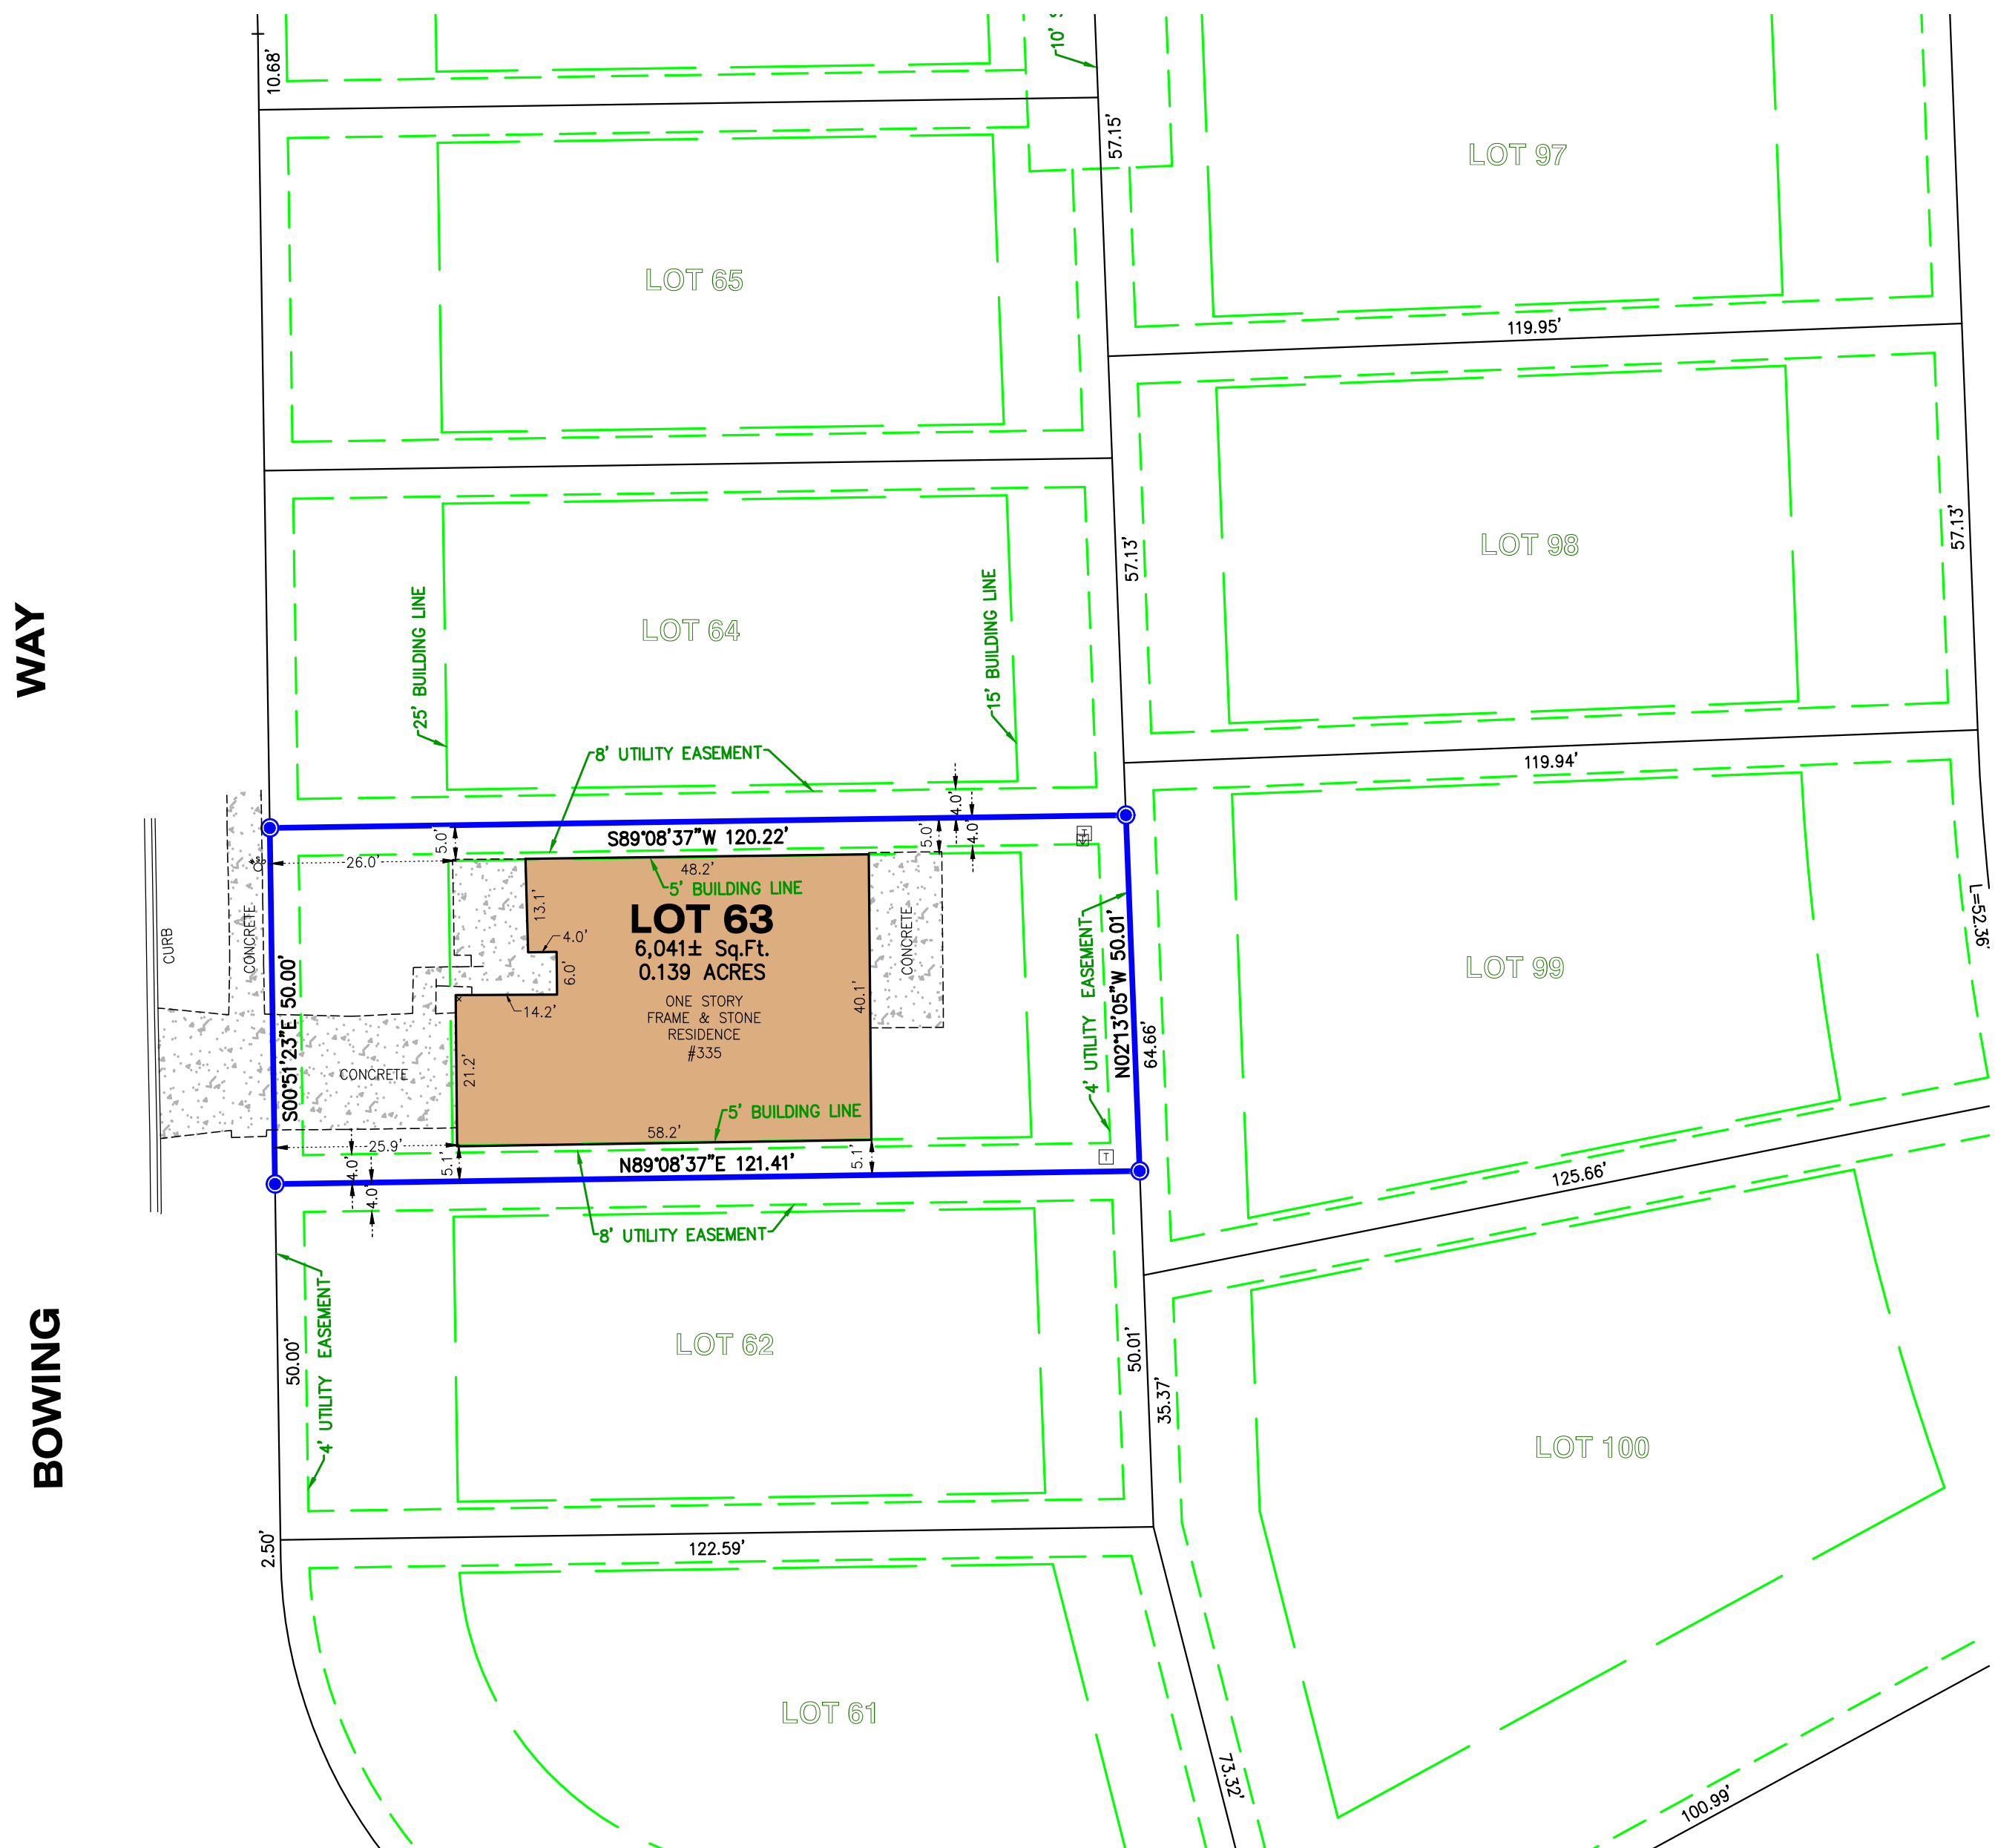 10.68'
10'
57.15'
LOT 97
LOT 65
119.95'
57.13'
57.13'
LOT 98
WAY
LOT 64
25' BUILDING LINE
15' BUILDING LINE
8' UTILITY EASEMENT
119.94'
4.0'
4.0'
5.0'
5.0'
S89°08'37"W 120.22'
26.0'
48.2'
5' BUILDING LINE
13.1'
LOT 63
6,041± Sq.Ft.
0.139 ACRES
4.0'
6.0'
ONE STORY
FRAME & STONE
RESIDENCE
#335
14.2'
40.1'
21.2'
CURB
CONCRETE
CONCRETE
CONCRETE
S00°51'23"E 50.00'
4' UTILITY EASEMENT
N02°13'05"W 50.01'
64.66'
LOT 99
L=52.36'
5' BUILDING LINE
58.2'
25.9'
5.1'
5.1'
T
N89°08'37"E 121.41'
4.0'
4.0'
125.66'
8' UTILITY EASEMENT
4' UTILITY EASEMENT
50.00'
LOT 62
50.01'
35.37'
LOT 100
BOWING
2.50'
122.59'
LOT 61
73.32'
100.99'